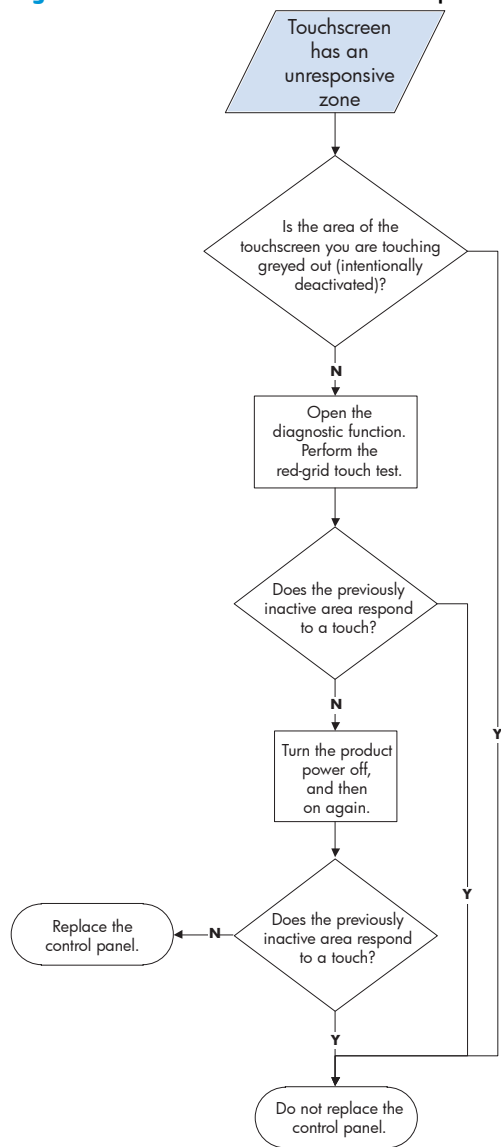 Touchscreen
has an
unresponsive
zone
Is the area of the
touchscreen you are touching
greyed out (intentionally
deactivated)?
N
Open the
diagnostic function.
Perform the
red-grid touch test.
Does the previously
inactive area respond
to a touch?
N
Y
Turn the product
power off,
and then
on again.
Y
Does the previously
inactive area respond
to a touch?
N
Replace the
control panel.
Y
Do not replace the
control panel.